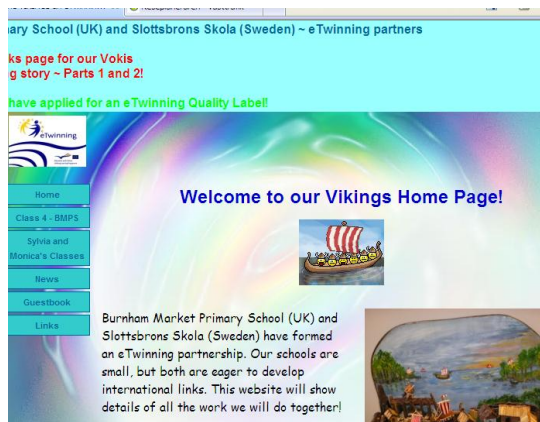 ary School (UK) and Slottsbrons Skola (Sweden) ~ eTwinning partners
ks page for our Vokis
g story ~ Parts 1 and 2!
have applied for an eTwinning Quality Label!
eTwinning
Home
Class 4 - BMPS
Sylvia and
Monica's Classes
News
Guestbook
Links
Welcome to our Vikings Home Page!
Burnham Market Primary School (UK) and
Slottsbrons Skola (Sweden) have formed
an eTwinning partnership. Our schools are
small, but both are eager to develop
international links. This website will show
details of all the work we will do together!